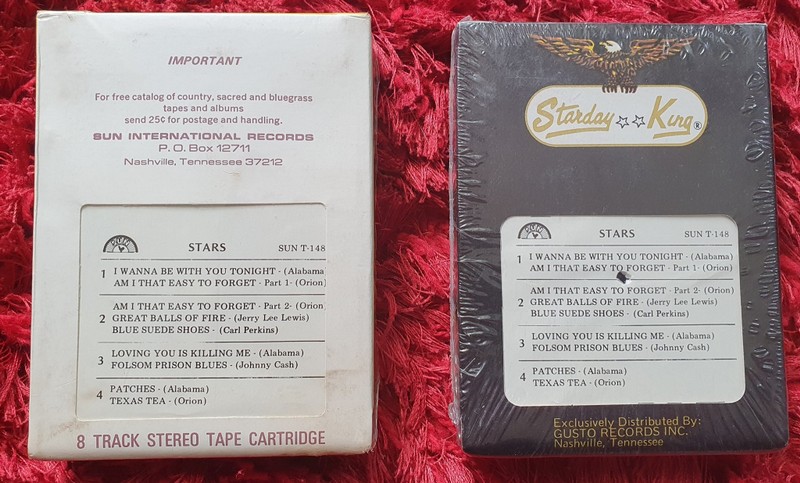 IMPORTANT
For free catalog of country, sacred and bluegrass
tapes and albums
send 25¢ for postage and handling.
SUN INTERNATIONAL RECORDS
P. O. Box 12711
Nashville, Tennessee 37212
SUN
STARS SUN T-148
1 I WANNA BE WITH YOU TONIGHT - (Alabama
AM I THAT EASY TO FORGET - Part 1- (Orion)
AM I THAT EASY TO FORGET - Part 2- (Orion
2 GREAT BALLS OF FIRE - (Jerry Lee Lewis)
BLUE SUEDE SHOES - (Carl Perkins)
3 LOVING YOU IS KILLING ME - (Alabama)
FOLSOM PRISON BLUES - (Johnny Cash)
4 PATCHES - (Alabama)
TEXAS TEA - (Orion)
8 TRACK STEREO TAPE CARTRIDGE
Starday King®
SUN
STARS SUN T-148
1 I WANNA BE WITH YOU TONIGHT - (Alabama)
AM I THAT EASY TO FORGET - Part 1- (Orion)
AM I THAT EASY TO FORGET - Part 2- (Orion)
2 GREAT BALLS OF FIRE - (Jerry Lee Lewis)
BLUE SUEDE SHOES - (Carl Perkins)
3 LOVING YOU IS KILLING ME - (Alabama)
FOLSOM PRISON BLUES - (Johnny Cash)
4 PATCHES - (Alabama)
TEXAS TEA - (Orion)
Exclusively Distributed By:
GUSTO RECORDS INC.
Nashville, Tennessee